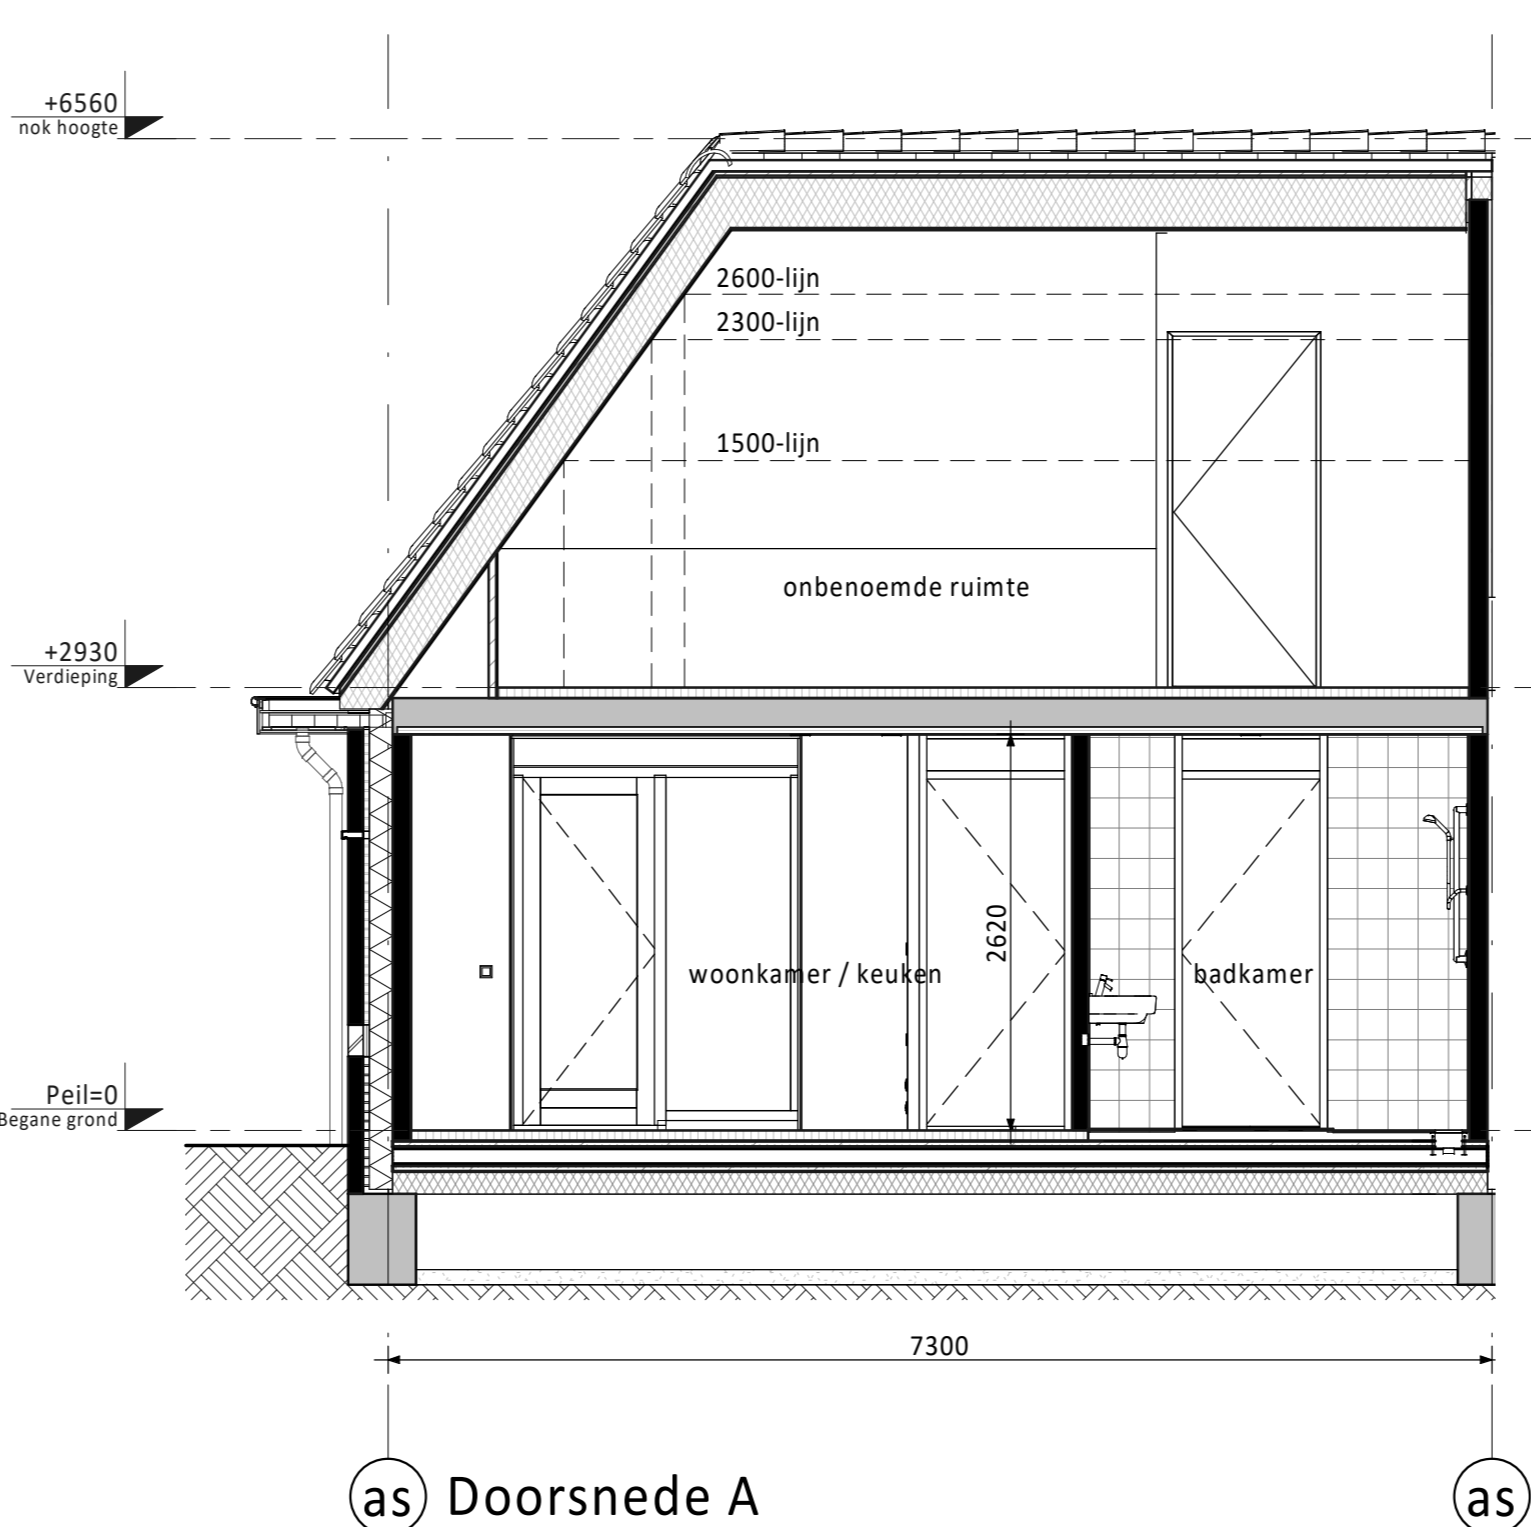 +6560
nok hoogte
2600-lijn
2300-lijn
1500-lijn
onbenoemde ruimte
+2930
Verdieping
2620
woonkamer / keuken
badkamer
Peil=0
Begane grond
7300
as
Doorsnede A
as